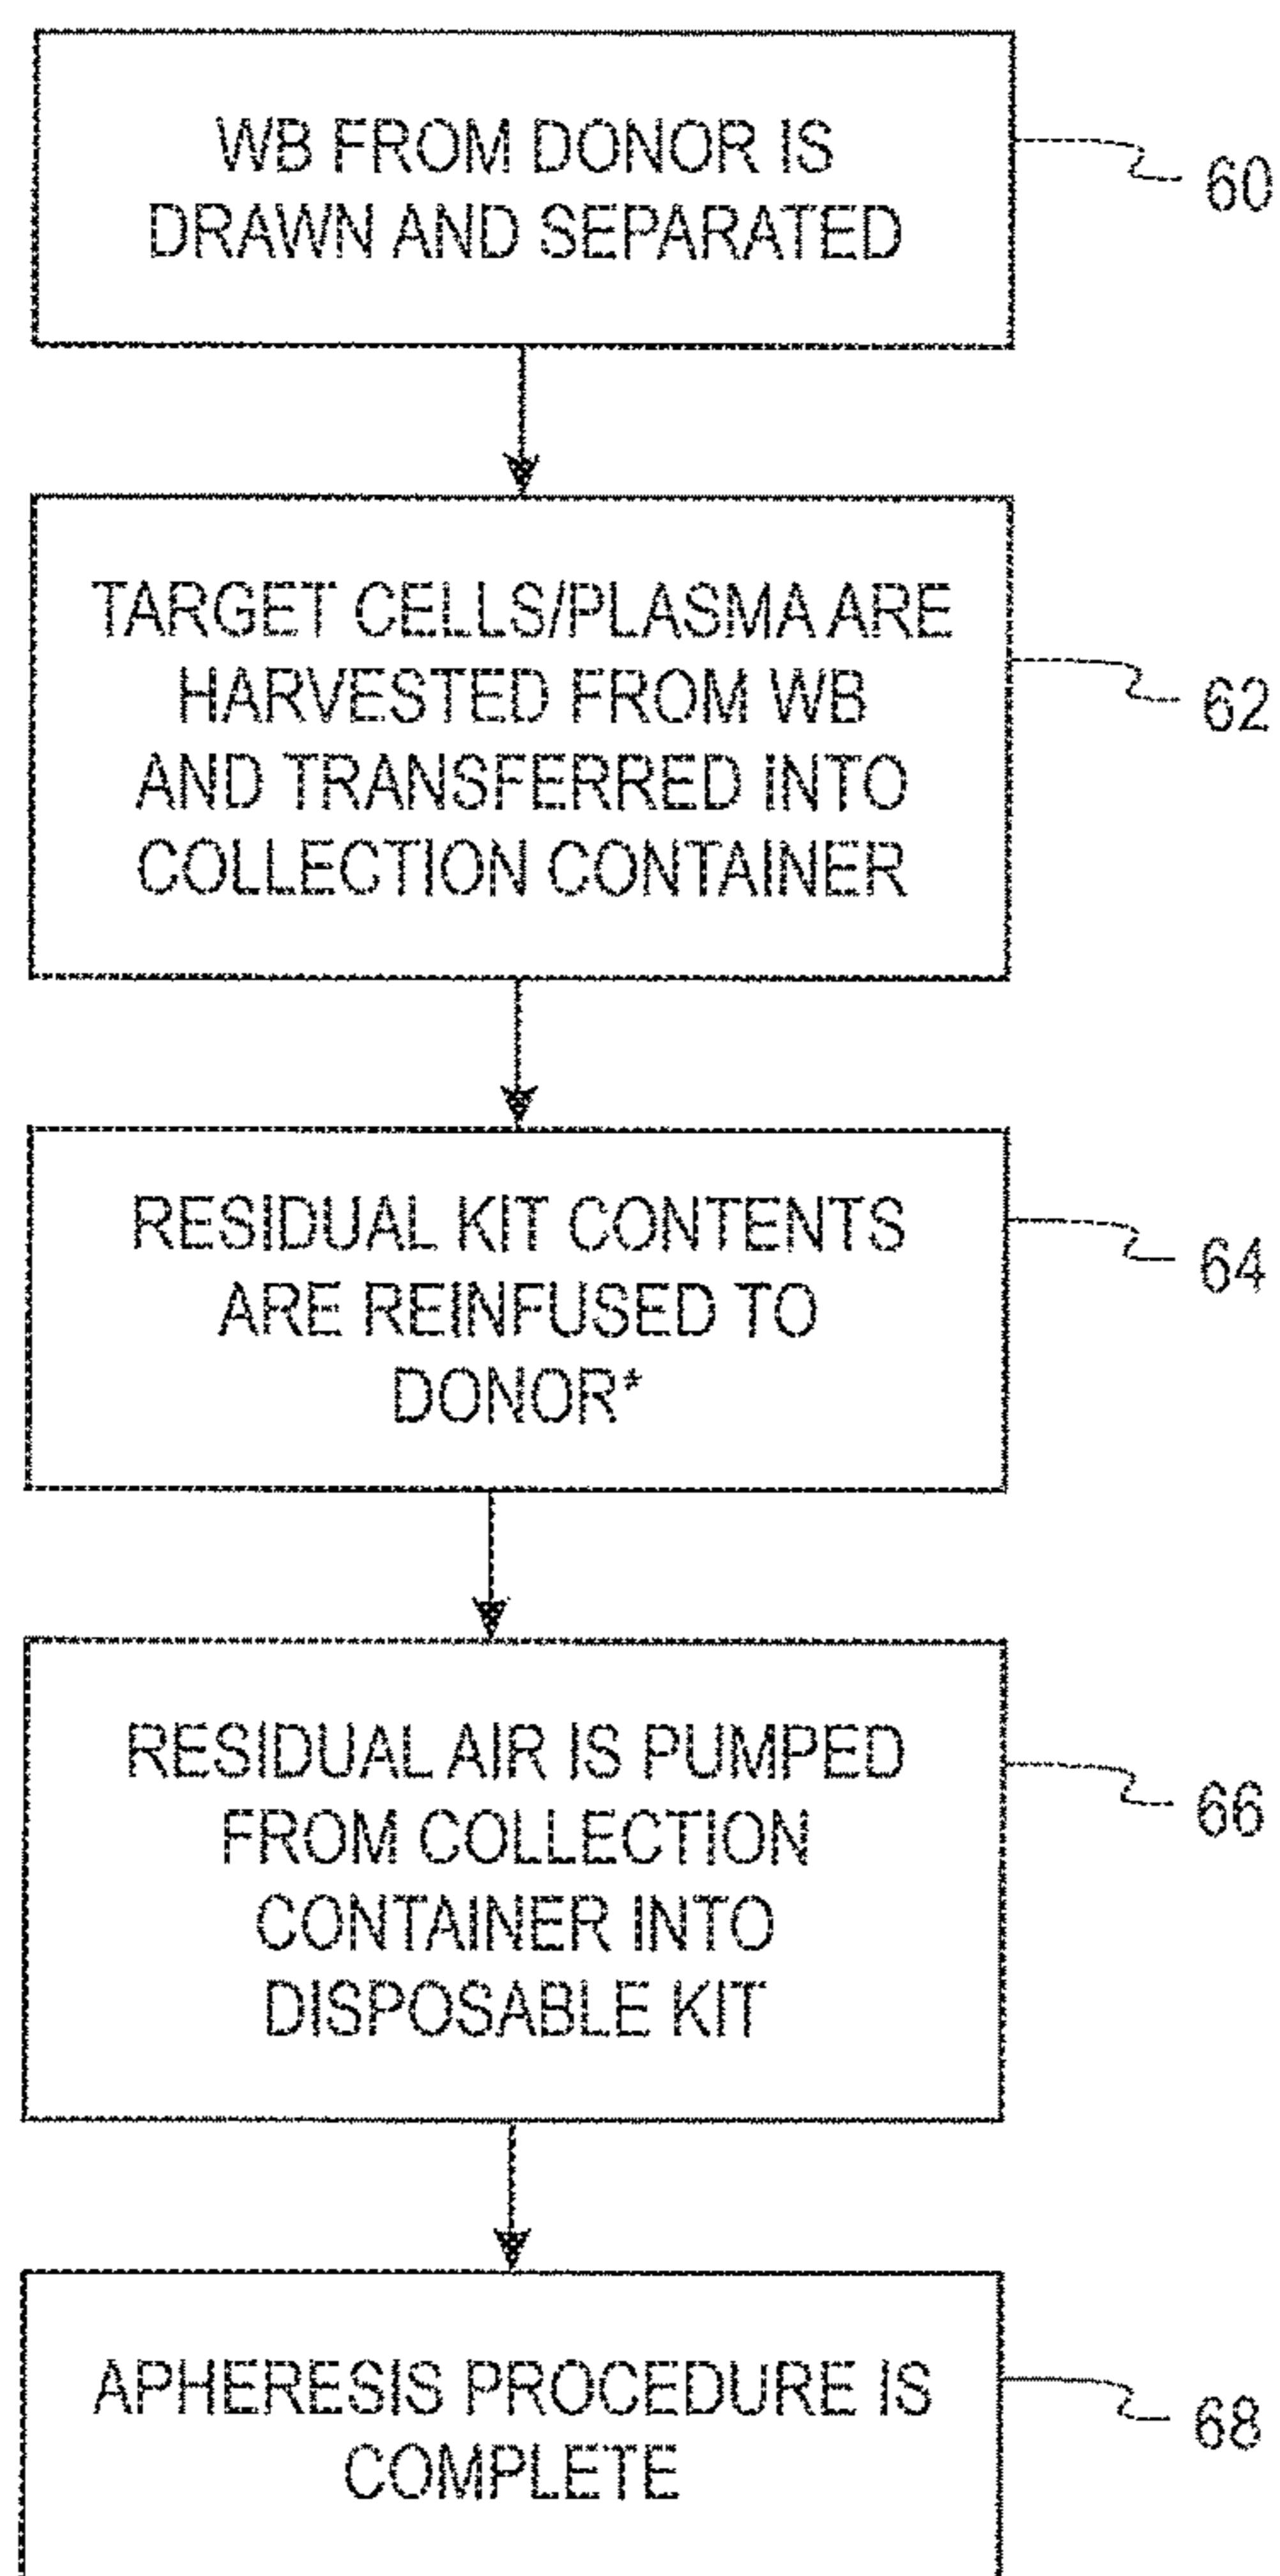 WB FROM DONOR IS
DRAWN AND SEPARATED
60
TARGET CELLS/PLASMA ARE
HARVESTED FROM WB
AND TRANSFERRED INTO
COLLECTION CONTAINER
62
RESIDUAL KIT CONTENTS
ARE REINFUSED TO
DONOR*
64
RESIDUAL AIR IS PUMPED
FROM COLLECTION
CONTAINER INTO
DISPOSABLE KIT
66
APHERESIS PROCEDURE IS
COMPLETE
68